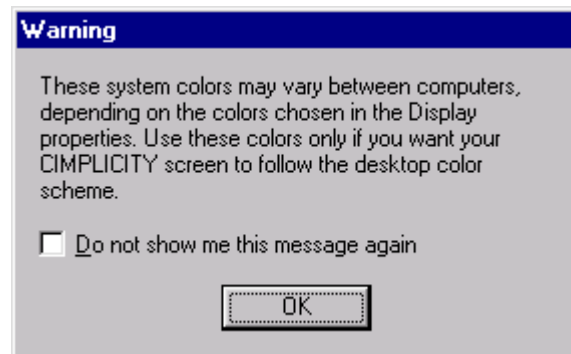 Warning
These system colors may vary between computers,
depending on the colors chosen in the Display
properties. Use these colors only if you want your
CIMPLICITY screen to follow the desktop color
scheme.
Do not show me this message again
OK